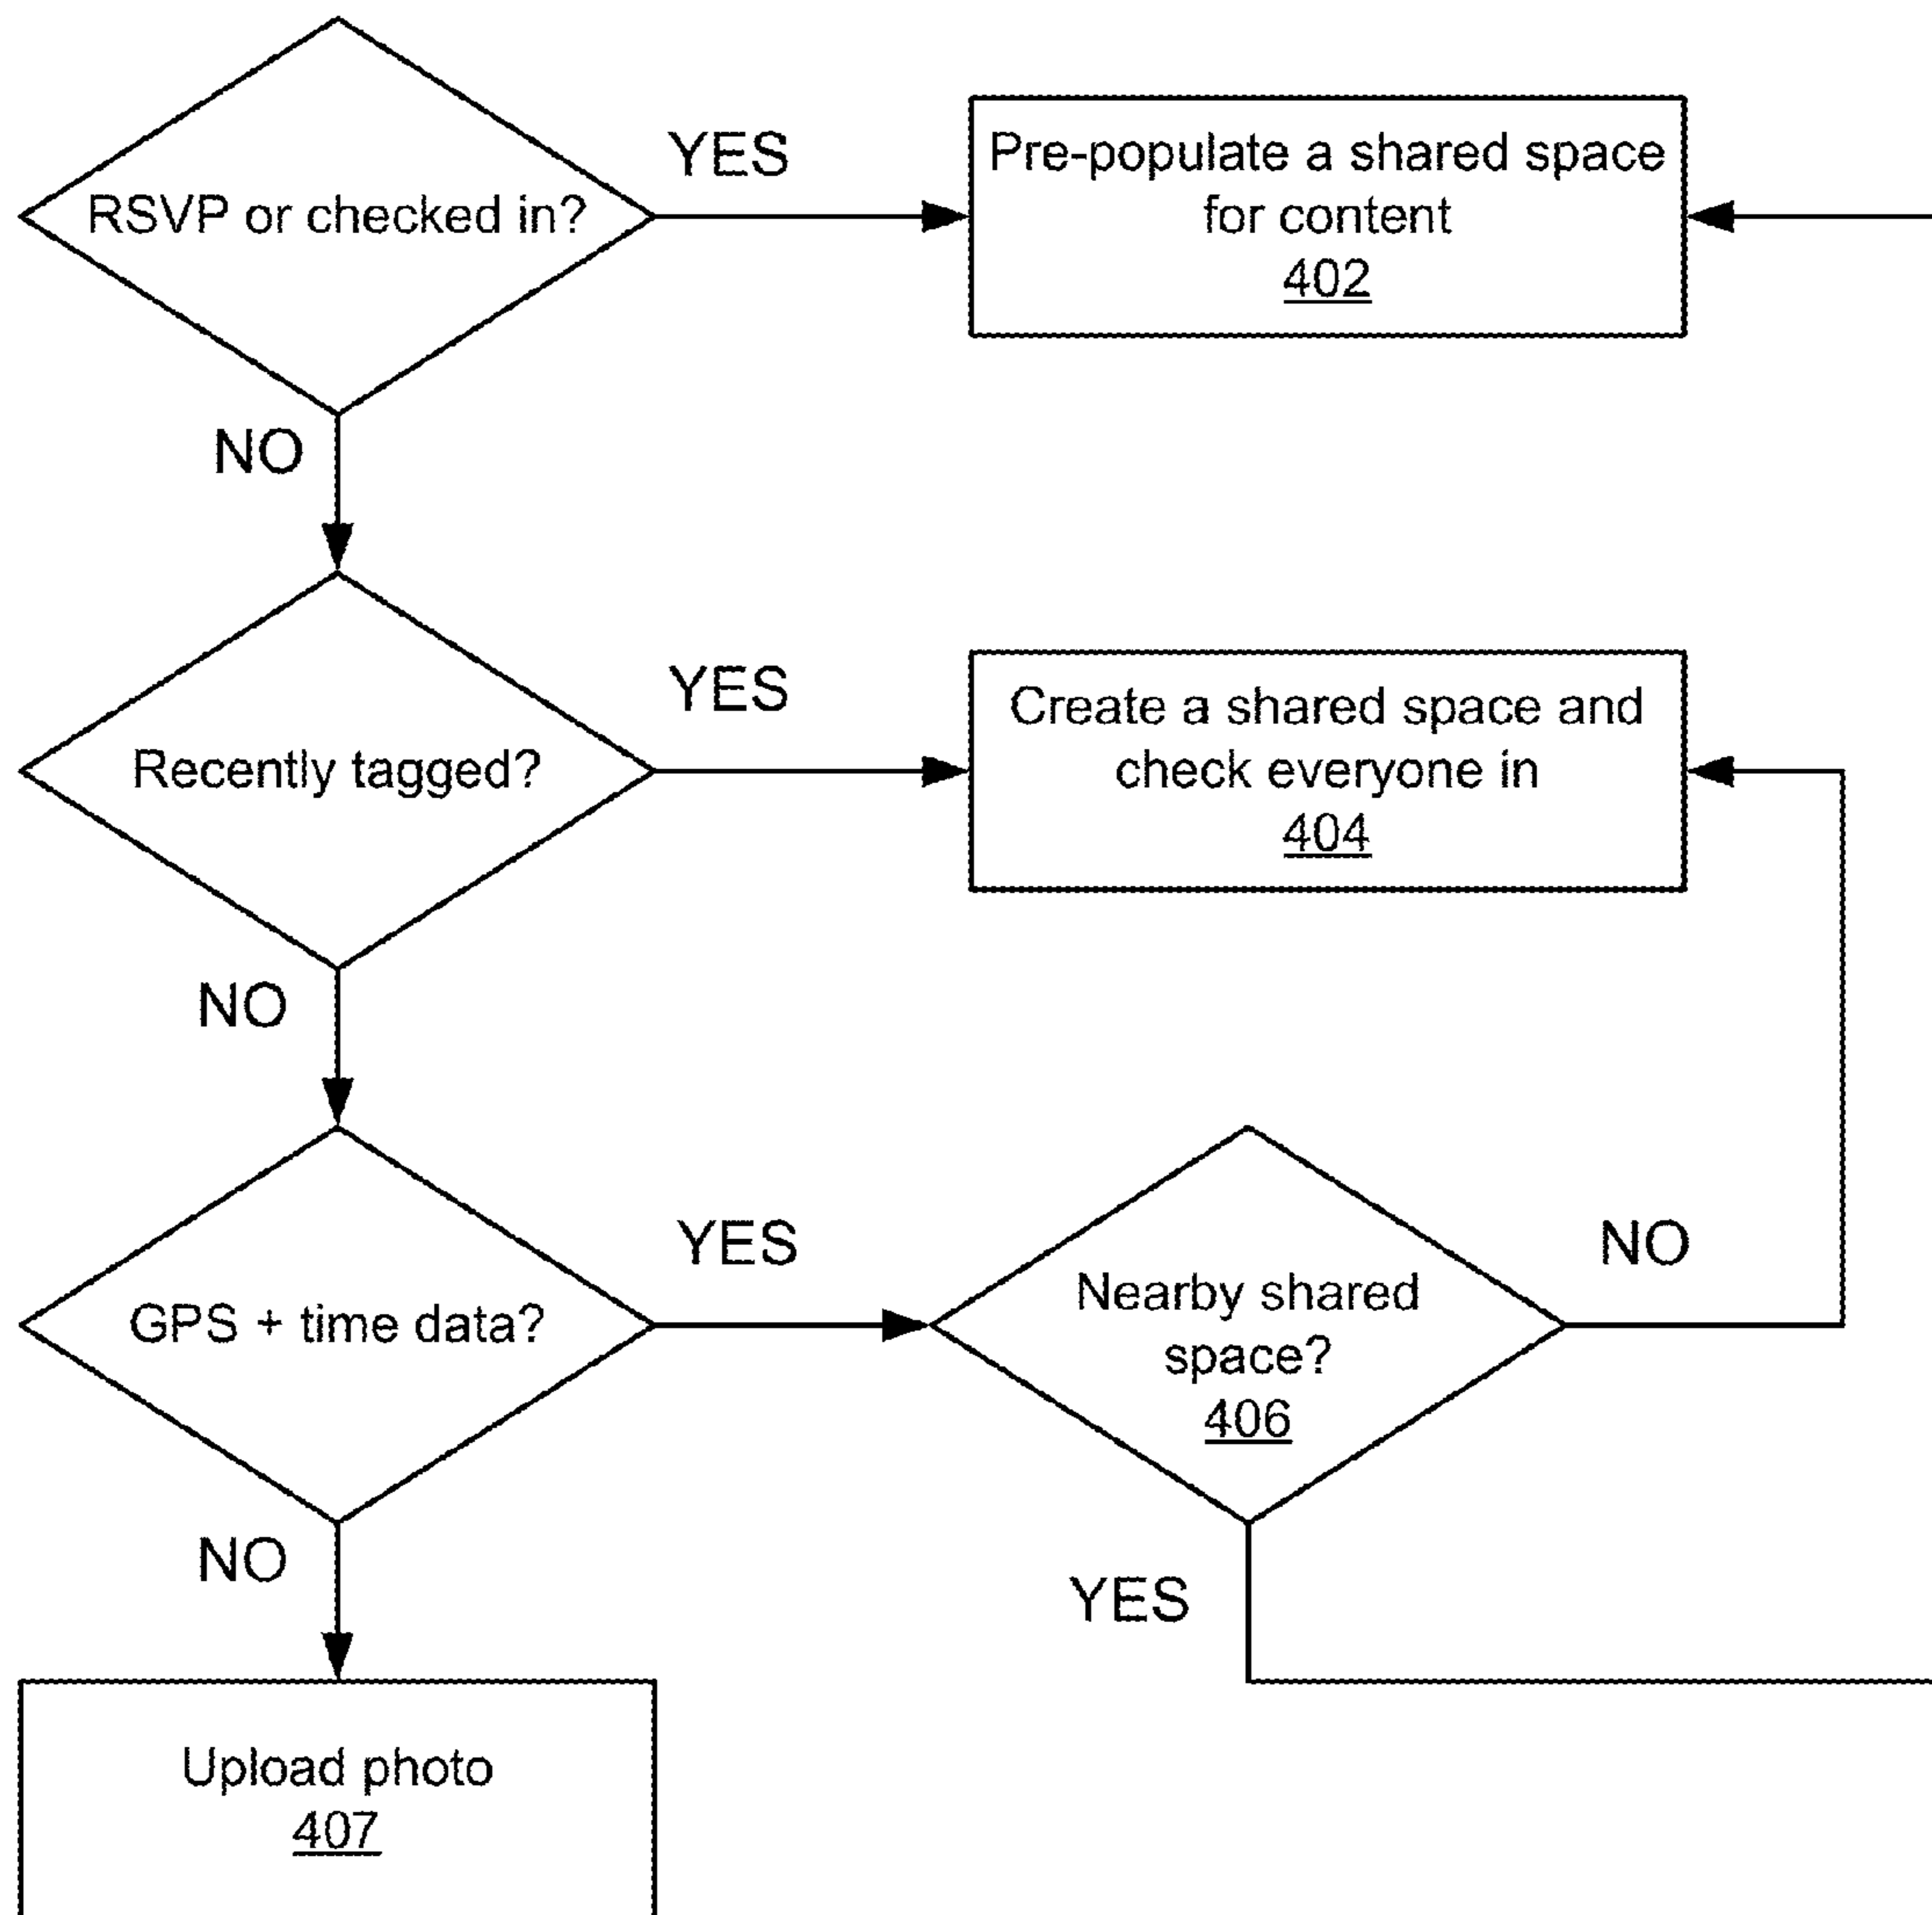 RSVP or checked in?
YES
Pre-populate a shared space
for content
402
NO
Recently tagged?
YES
Create a shared space and
check everyone in
404
NO
GPS + time data?
YES
Nearby shared
space?
406
NO
NO
YES
Upload photo
407